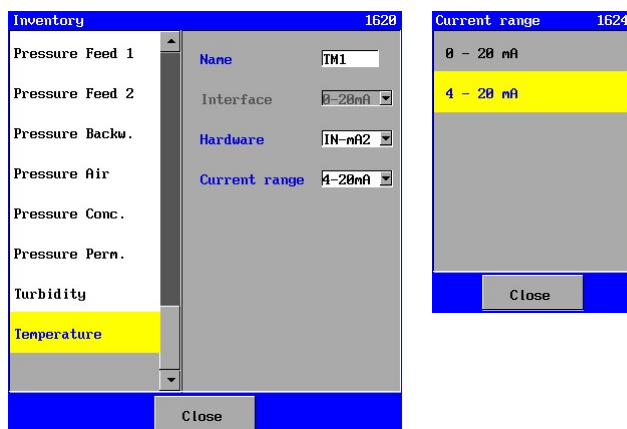 Inventory 1620
Pressure Feed 1
Pressure Feed 2
Pressure Backw.
Pressure Air
Pressure Conc.
Pressure Perm.
Turbidity
Temperature
Name TM1
Interface 0-20mA
Hardware IN-mA2
Current range 4-20mA
Close
Current range 1624
0 - 20 mA
4 - 20 mA
Close